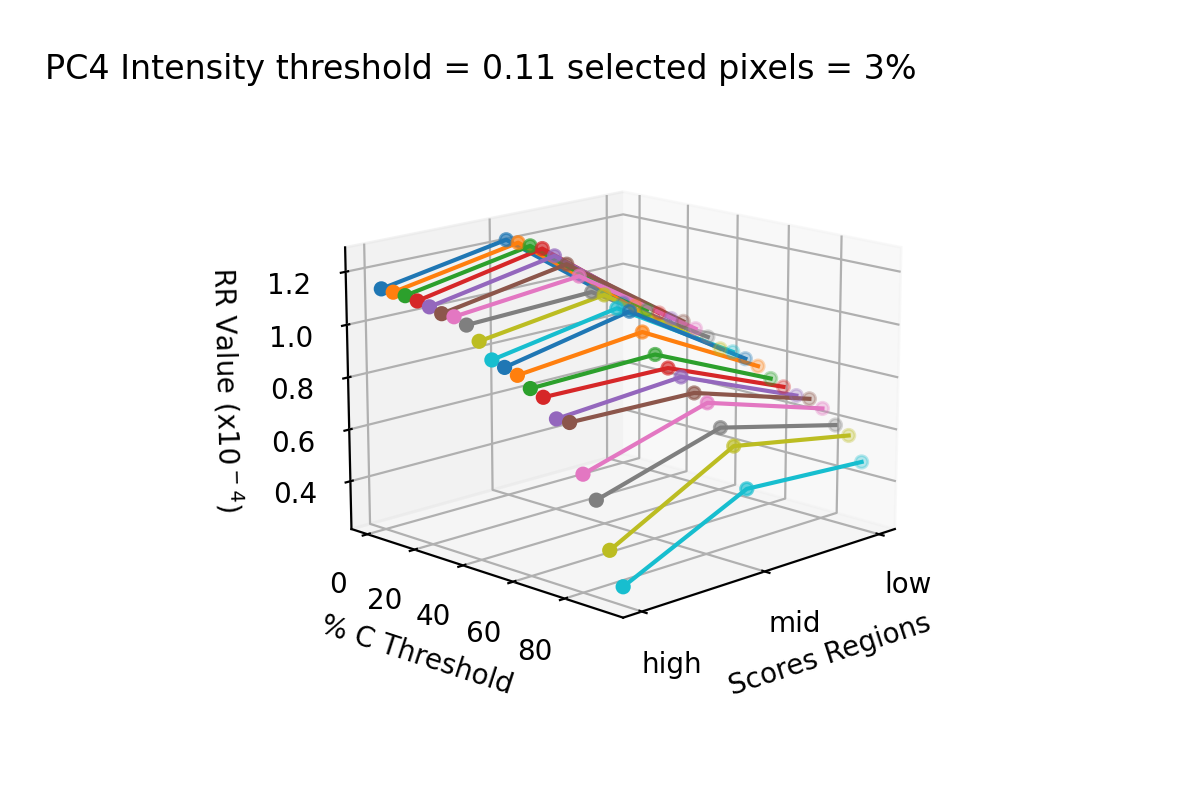 PC4 Intensity threshold = 0.11 selected pixels = 3%
1.2
1.0
0.8
0.6
0.4
RR Value (x10⁻⁴)
0
20
40
60
80
% C Threshold
high
mid
low
Scores Regions